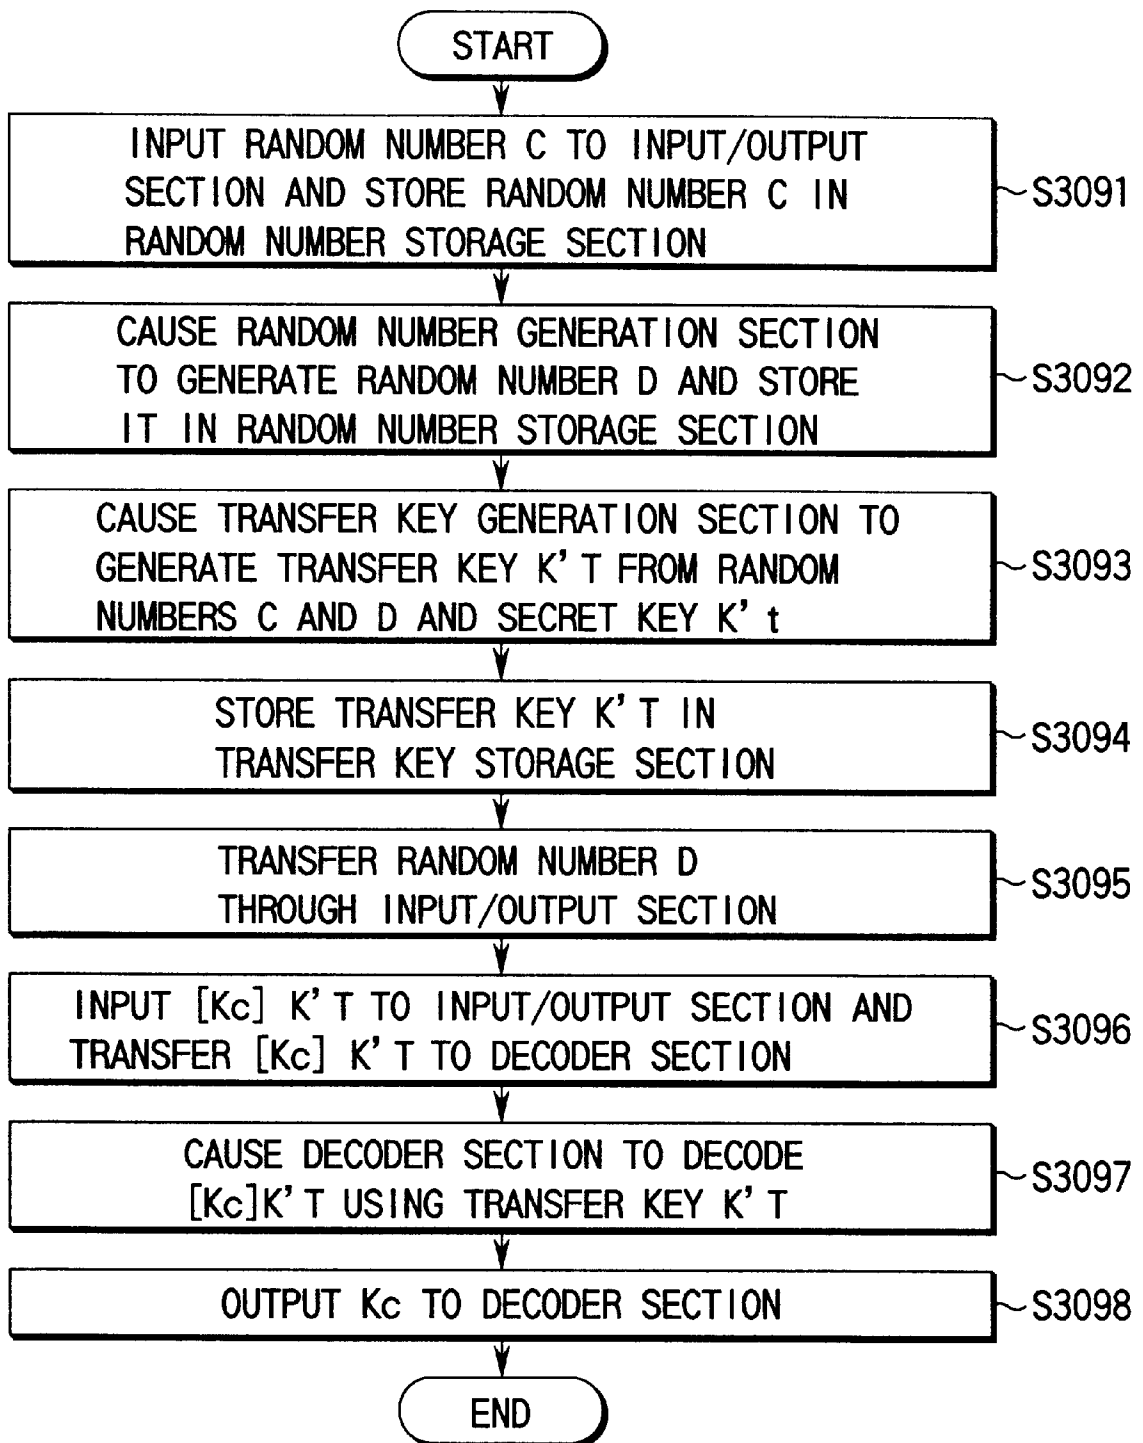 START
INPUT RANDOM NUMBER C TO INPUT/OUTPUT
SECTION AND STORE RANDOM NUMBER C IN
RANDOM NUMBER STORAGE SECTION
S3091
CAUSE RANDOM NUMBER GENERATION SECTION
TO GENERATE RANDOM NUMBER D AND STORE
IT IN RANDOM NUMBER STORAGE SECTION
S3092
CAUSE TRANSFER KEY GENERATION SECTION TO
GENERATE TRANSFER KEY K'T FROM RANDOM
NUMBERS C AND D AND SECRET KEY K't
S3093
STORE TRANSFER KEY K'T IN
TRANSFER KEY STORAGE SECTION
S3094
TRANSFER RANDOM NUMBER D
THROUGH INPUT/OUTPUT SECTION
S3095
INPUT [Kc] K'T TO INPUT/OUTPUT SECTION AND
TRANSFER [Kc] K'T TO DECODER SECTION
S3096
CAUSE DECODER SECTION TO DECODE
[Kc]K'T USING TRANSFER KEY K'T
S3097
OUTPUT Kc TO DECODER SECTION
S3098
END